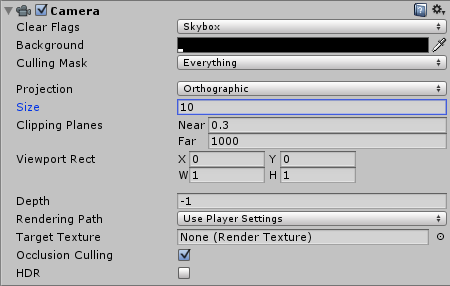 Camera
Clear Flags Skybox
Background
Culling Mask Everything
Projection Orthographic
Size 10
Clipping Planes Near 0.3
Far 1000
Viewport Rect X 0 Y 0
W 1 H 1
Depth -1
Rendering Path Use Player Settings
Target Texture None (Render Texture)
Occlusion Culling
HDR